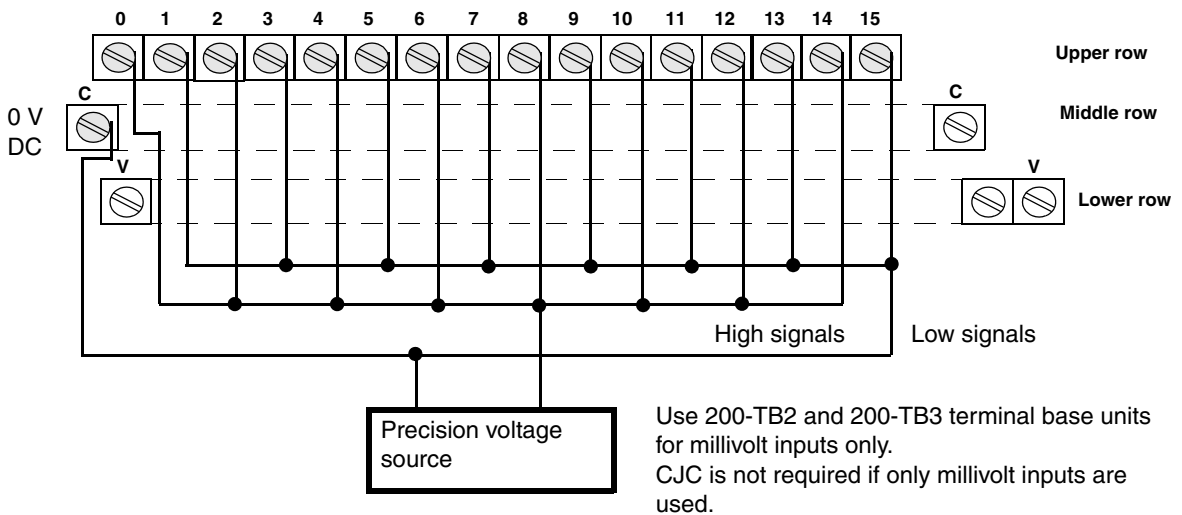 0 1 2 3 4 5 6 7 8 9 10 11 12 13 14 15
Upper row
C
C
0 V
DC
Middle row
V
V
Lower row
High signals
Low signals
Precision voltage
source
Use 200-TB2 and 200-TB3 terminal base units
for millivolt inputs only.
CJC is not required if only millivolt inputs are
used.